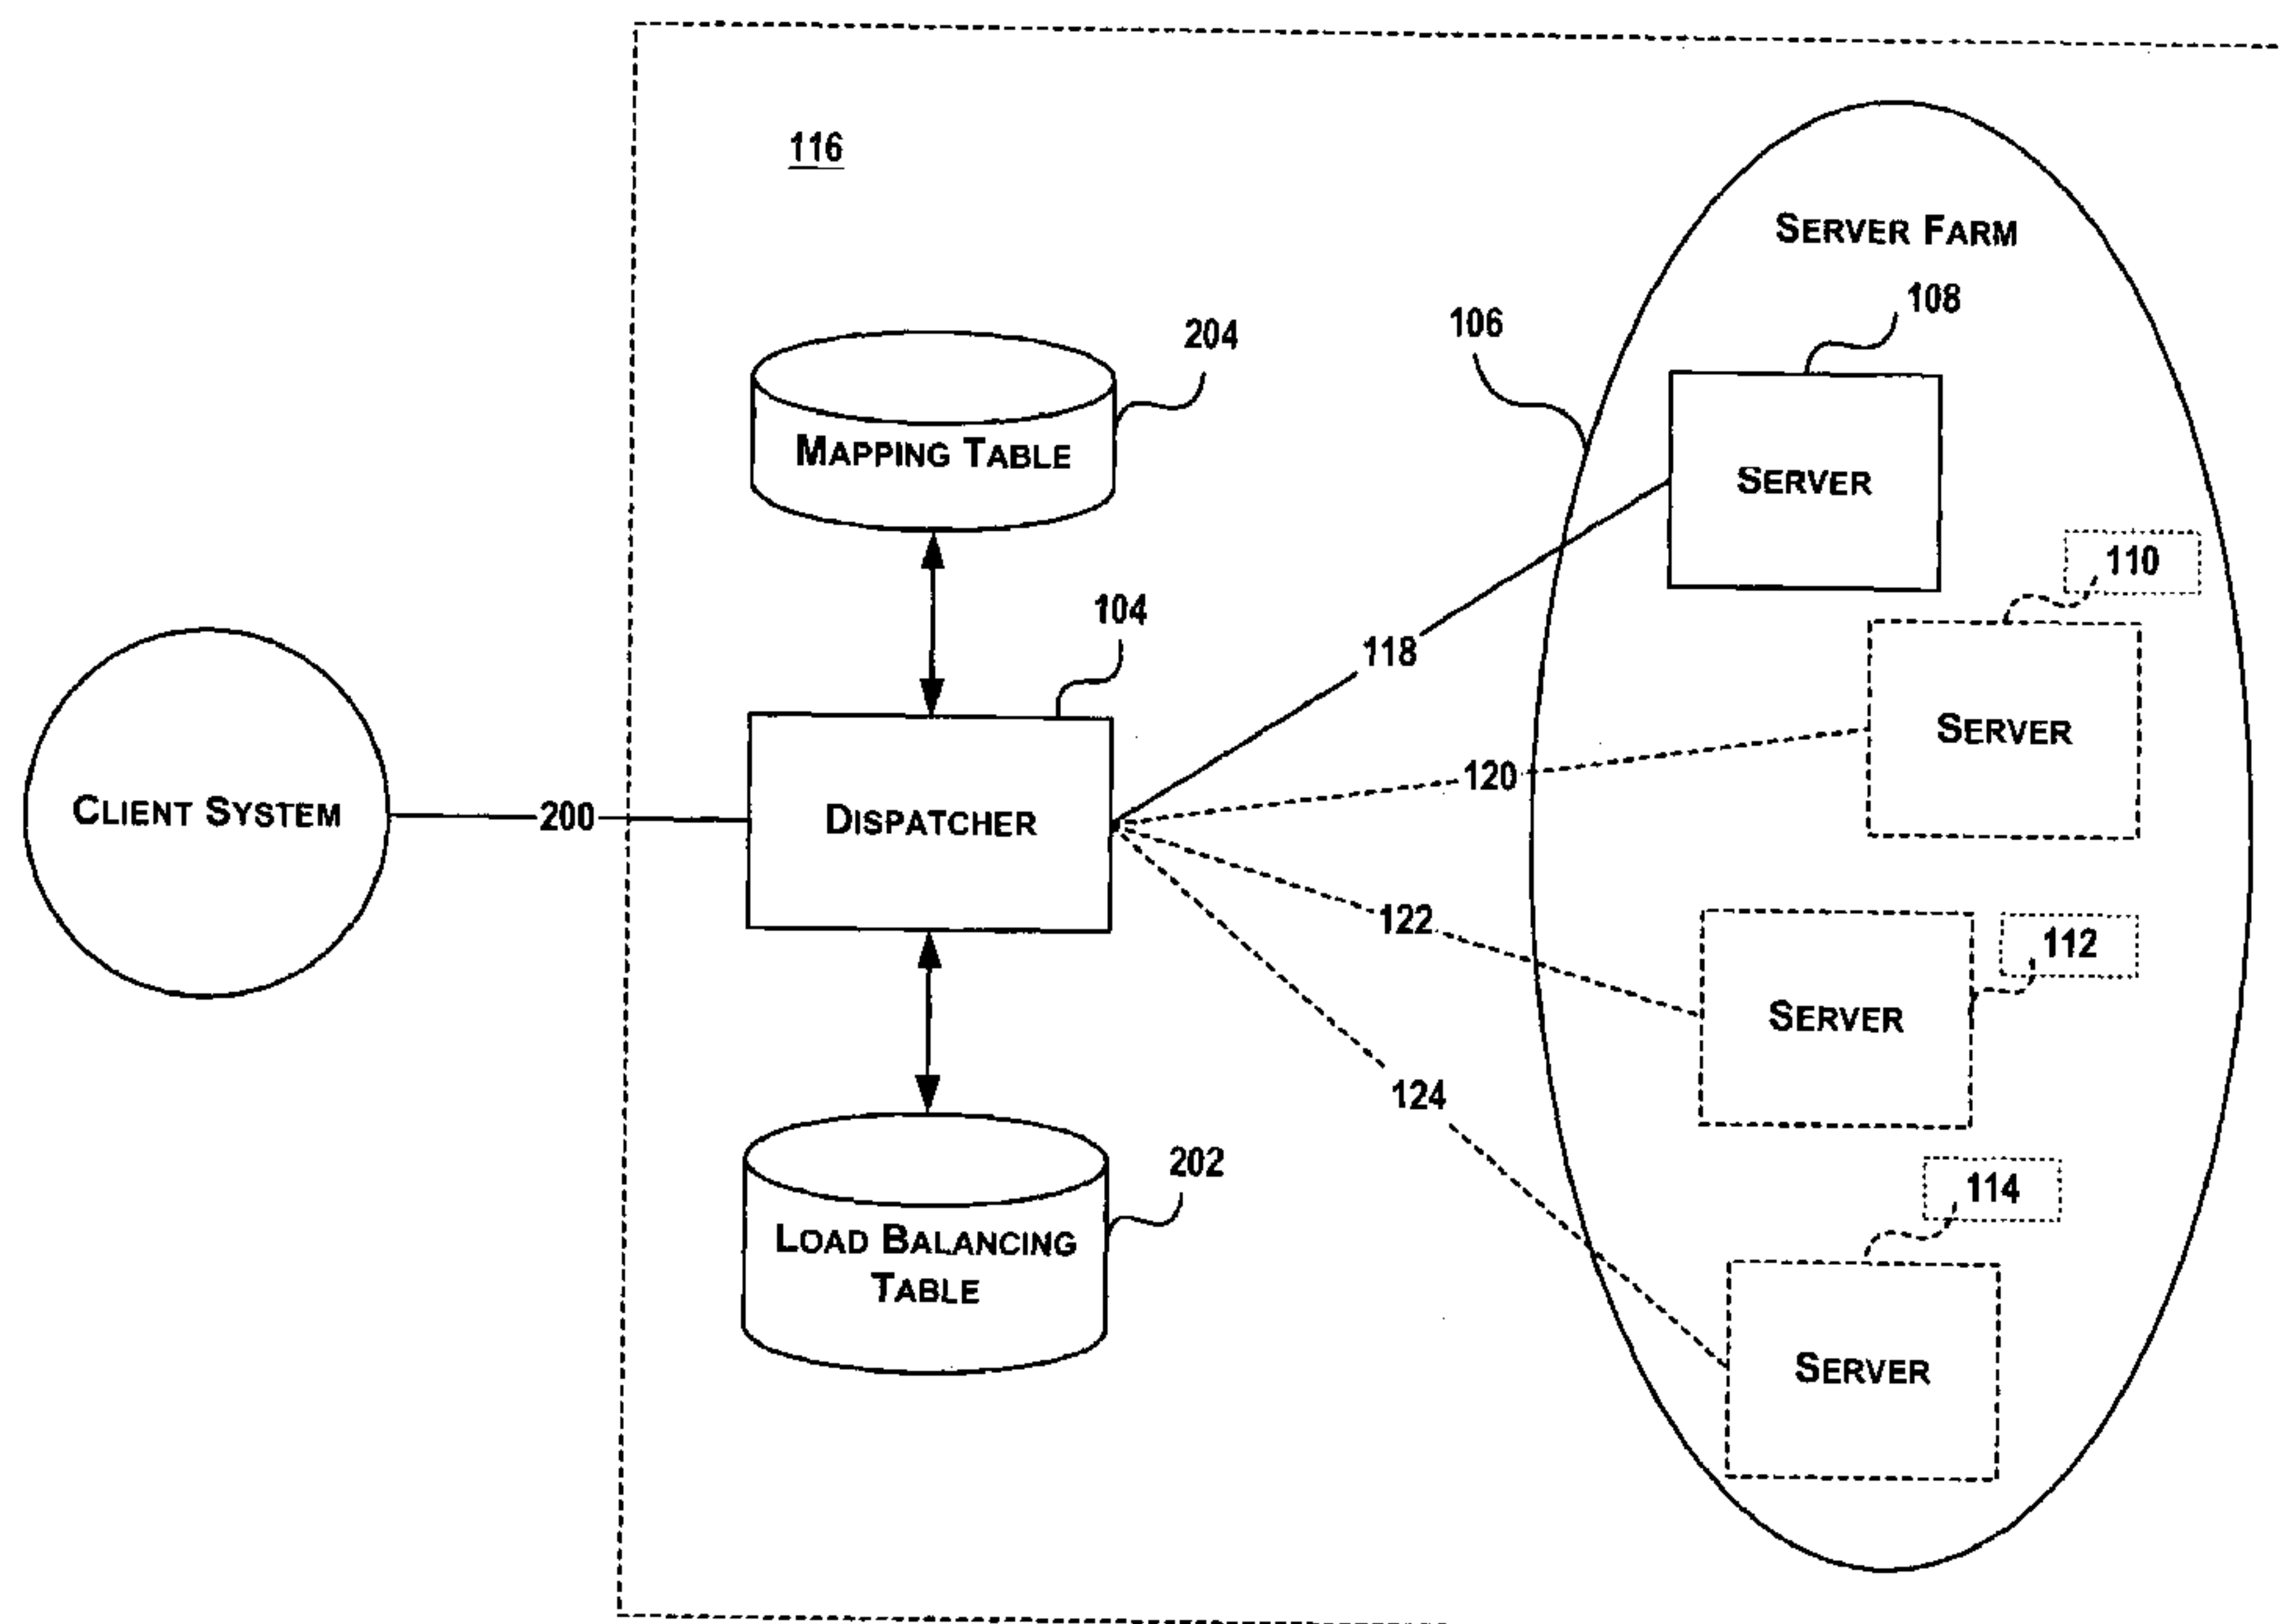 116
SERVER FARM
108
106
204
MAPPING TABLE
SERVER
110
104
118
SERVER
120
CLIENT SYSTEM
200
DISPATCHER
122
112
SERVER
124
202
114
LOAD BALANCING
TABLE
SERVER